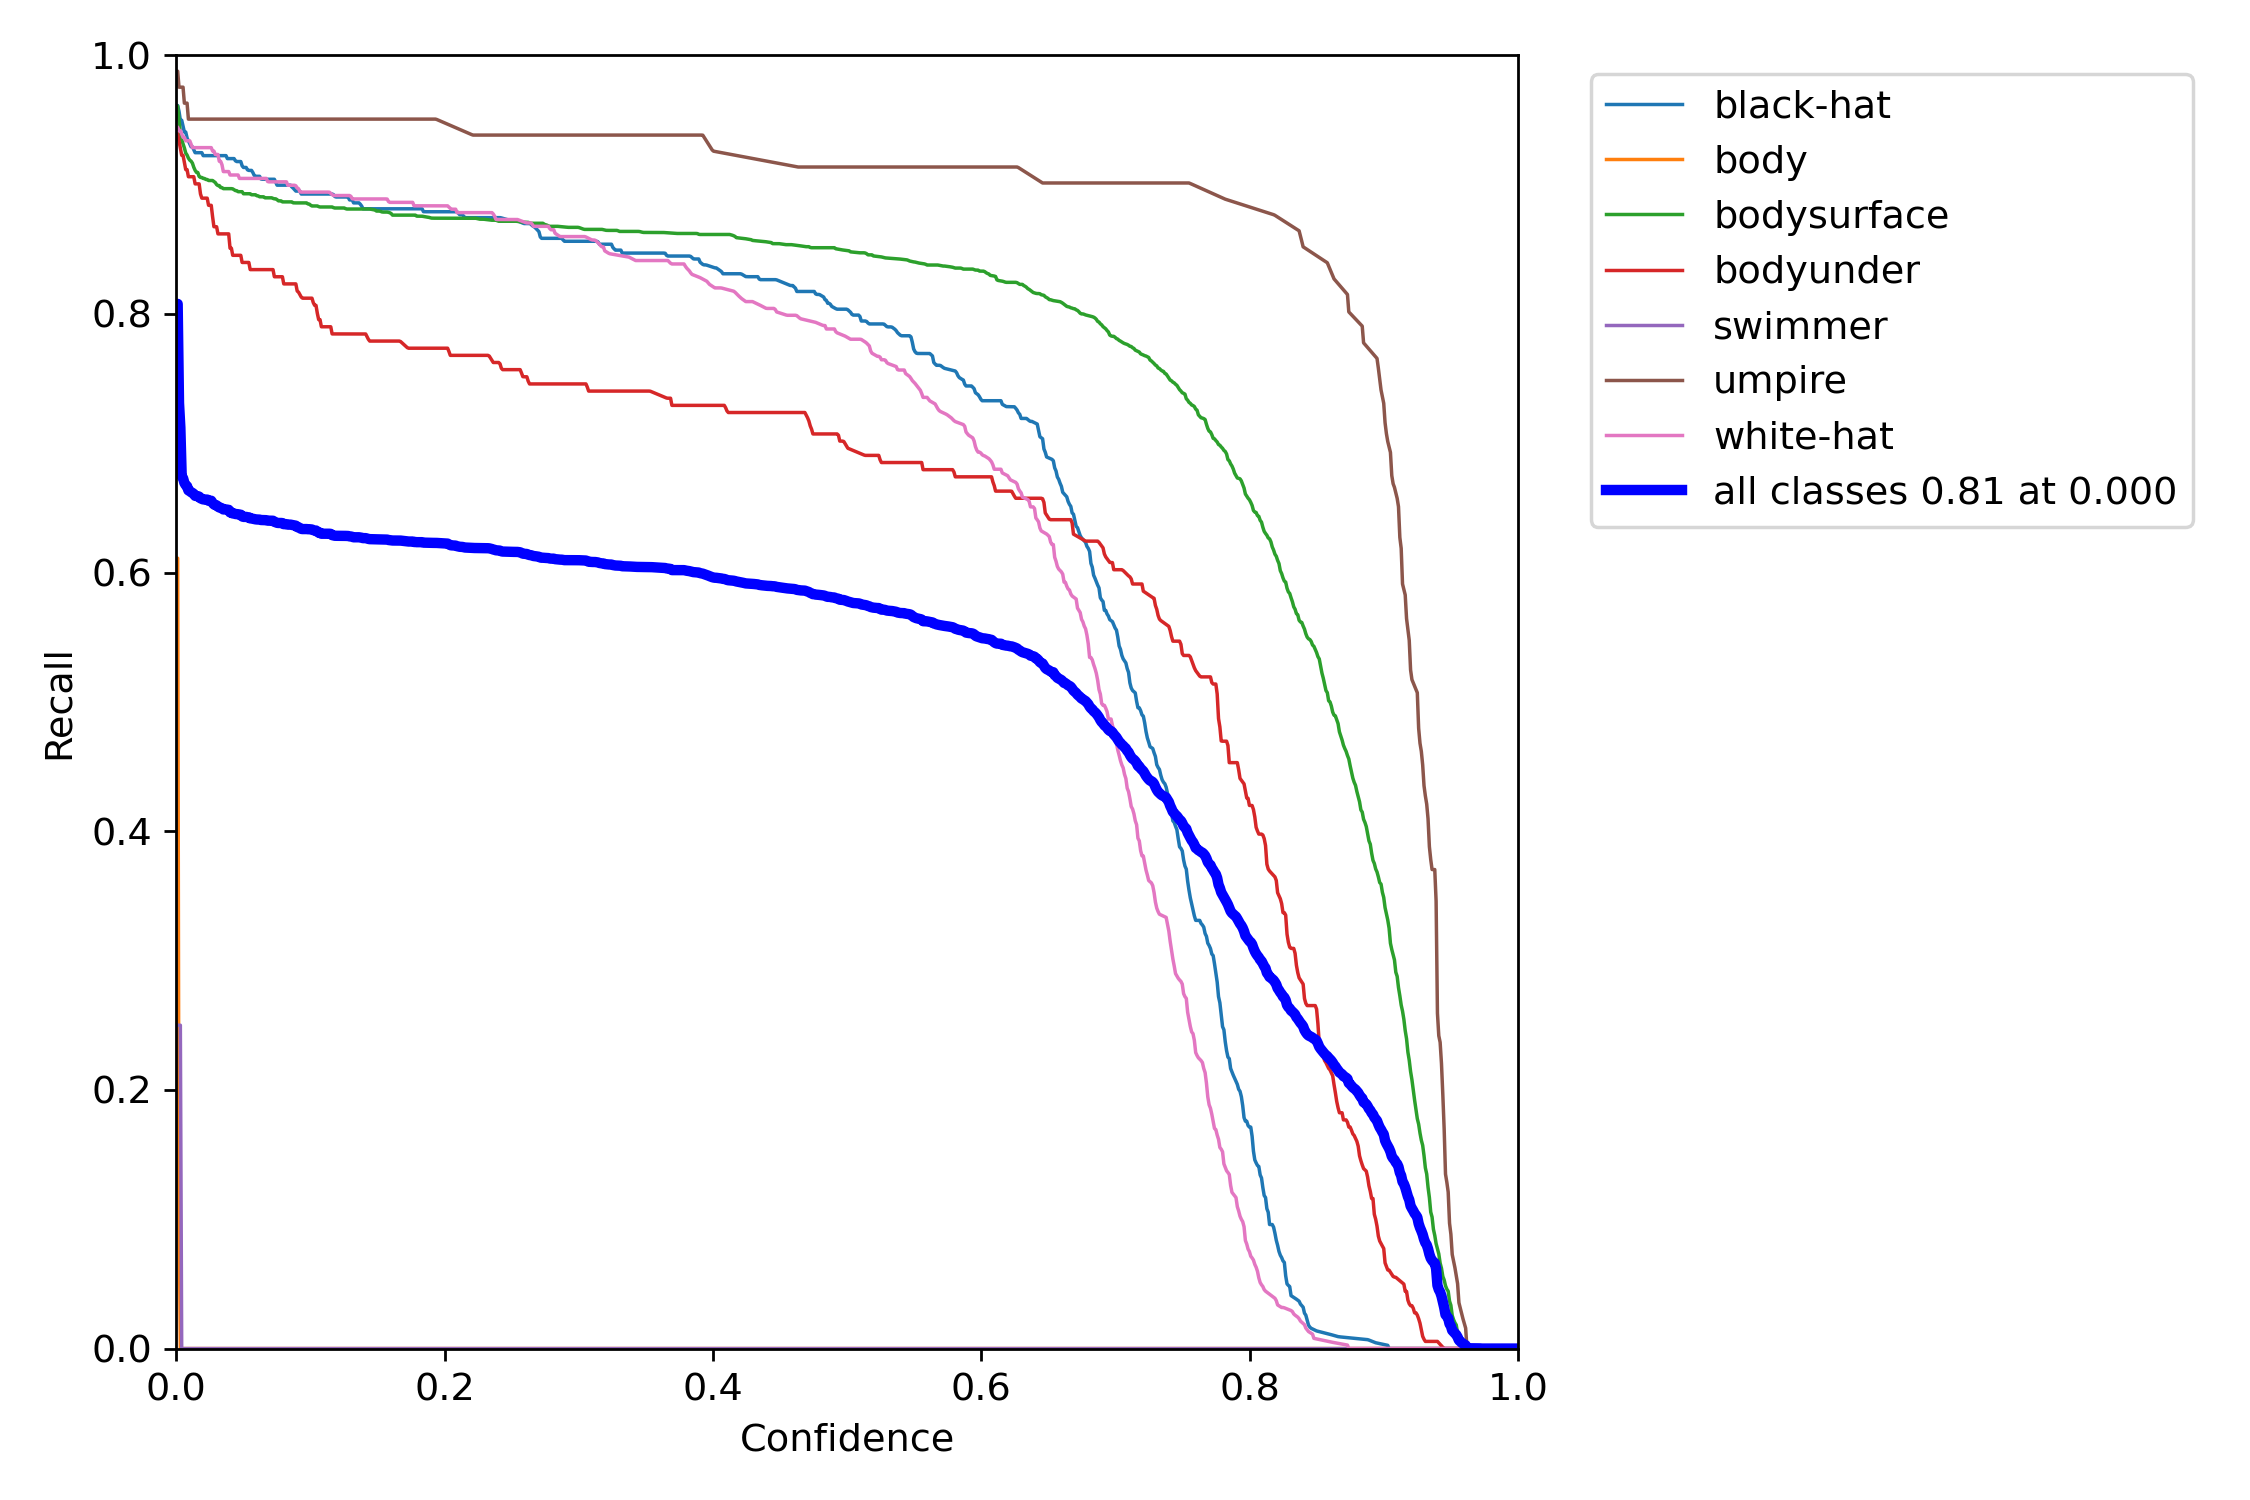 1.0
0.8
0.6
0.4
0.2
0.0
Recall
0.0 0.2 0.4 0.6 0.8 1.0
Confidence
black-hat
body
bodysurface
bodyunder
swimmer
umpire
white-hat
all classes 0.81 at 0.000